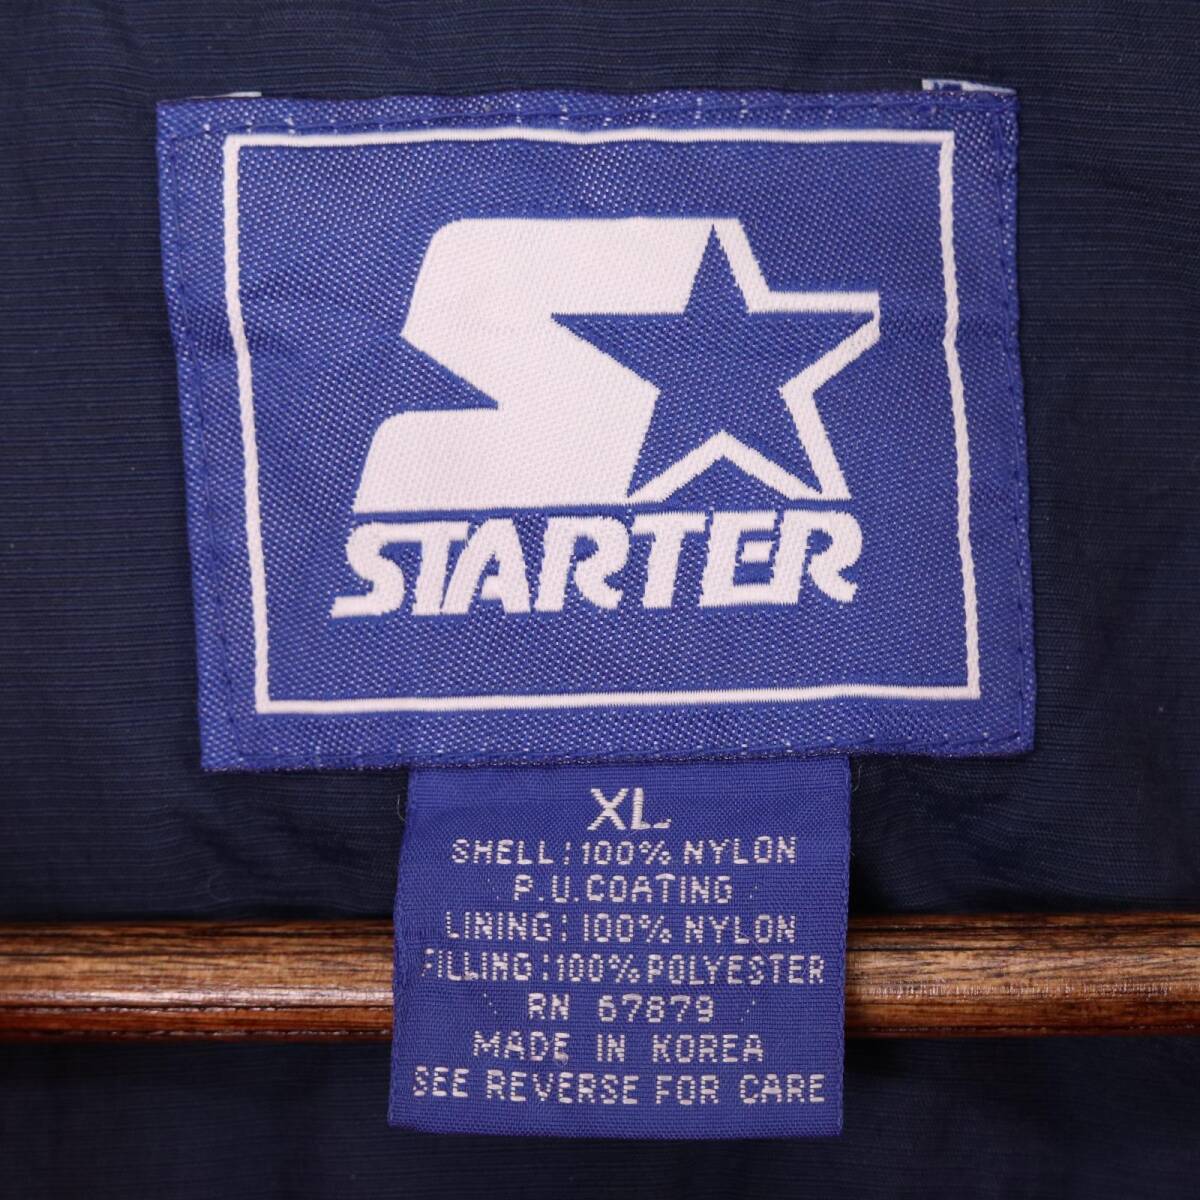 STARTER
XL
SHELL:100% NYLON
P.U.COATING
LINING:100% NYLON
FILLING:100% POLYESTER
RN 67879
MADE IN KOREA
SEE REVERSE FOR CARE